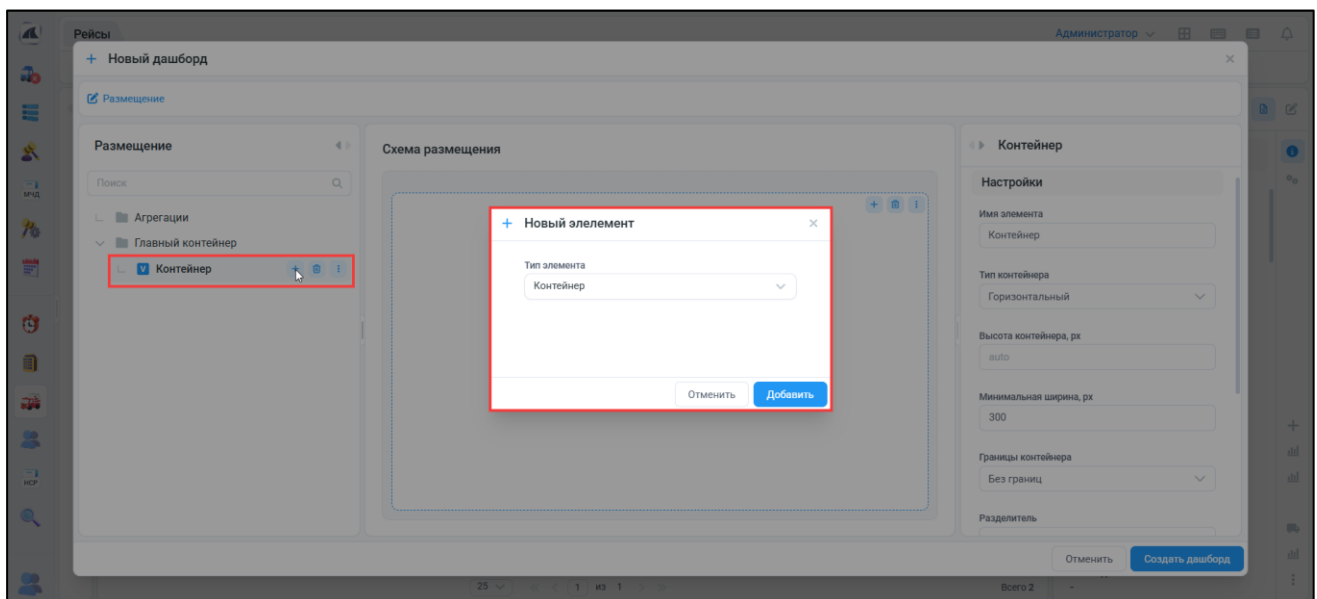 Рейсы
Администратор
+ Новый дашборд
Размещение
Размещение
Поиск
Агрегации
Главный контейнер
V Контейнер
Схема размещения
+ Новый элелемент
Тип элемента
Контейнер
Отменить
Добавить
Контейнер
Настройки
Имя элемента
Контейнер
Тип контейнера
Горизонтальный
Высота контейнера, px
auto
Минимальная ширина, px
300
Границы контейнера
Без границ
Разделитель
Отменить
Создать дашборд
25
1 из 1
Всего 2
МЧД
НСР